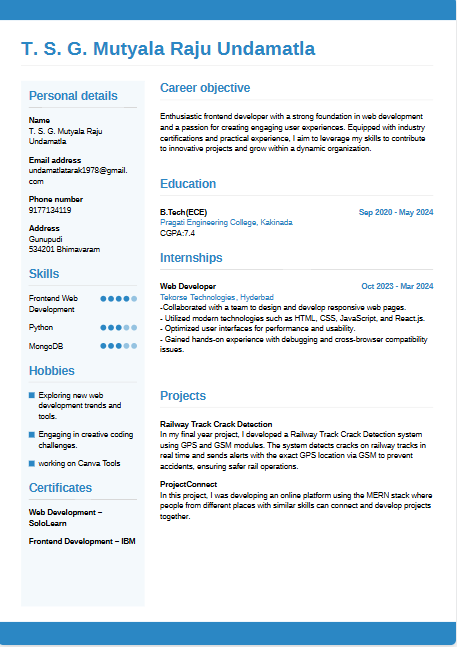 T. S. G. Mutyala Raju Undamatla
Personal details
Name
T. S. G. Mutyala Raju
Undamatla
Email address
undamatlatarak1978@gmail.
com
Phone number
9177134119
Address
Gunupudi
534201 Bhimavaram
Skills
Frontend Web
Development
Python
MongoDB
Hobbies
Exploring new web
development trends and
tools.
Engaging in creative coding
challenges.
working on Canva Tools
Certificates
Web Development –
SoloLearn
Frontend Development – IBM
Career objective
Enthusiastic frontend developer with a strong foundation in web development
and a passion for creating engaging user experiences. Equipped with industry
certifications and practical experience, I aim to leverage my skills to contribute
to innovative projects and grow within a dynamic organization.
Education
B.Tech(ECE) Sep 2020 - May 2024
Pragati Engineering College, Kakinada
CGPA:7.4
Internships
Web Developer Oct 2023 - Mar 2024
Tekorse Technologies, Hyderbad
-Collaborated with a team to design and develop responsive web pages.
- Utilized modern technologies such as HTML, CSS, JavaScript, and React.js.
- Optimized user interfaces for performance and usability.
- Gained hands-on experience with debugging and cross-browser compatibility
issues.
Projects
Railway Track Crack Detection
In my final year project, I developed a Railway Track Crack Detection system
using GPS and GSM modules. The system detects cracks on railway tracks in
real time and sends alerts with the exact GPS location via GSM to prevent
accidents, ensuring safer rail operations.
ProjectConnect
In this project, I was developing an online platform using the MERN stack where
people from different places with similar skills can connect and develop projects
together.